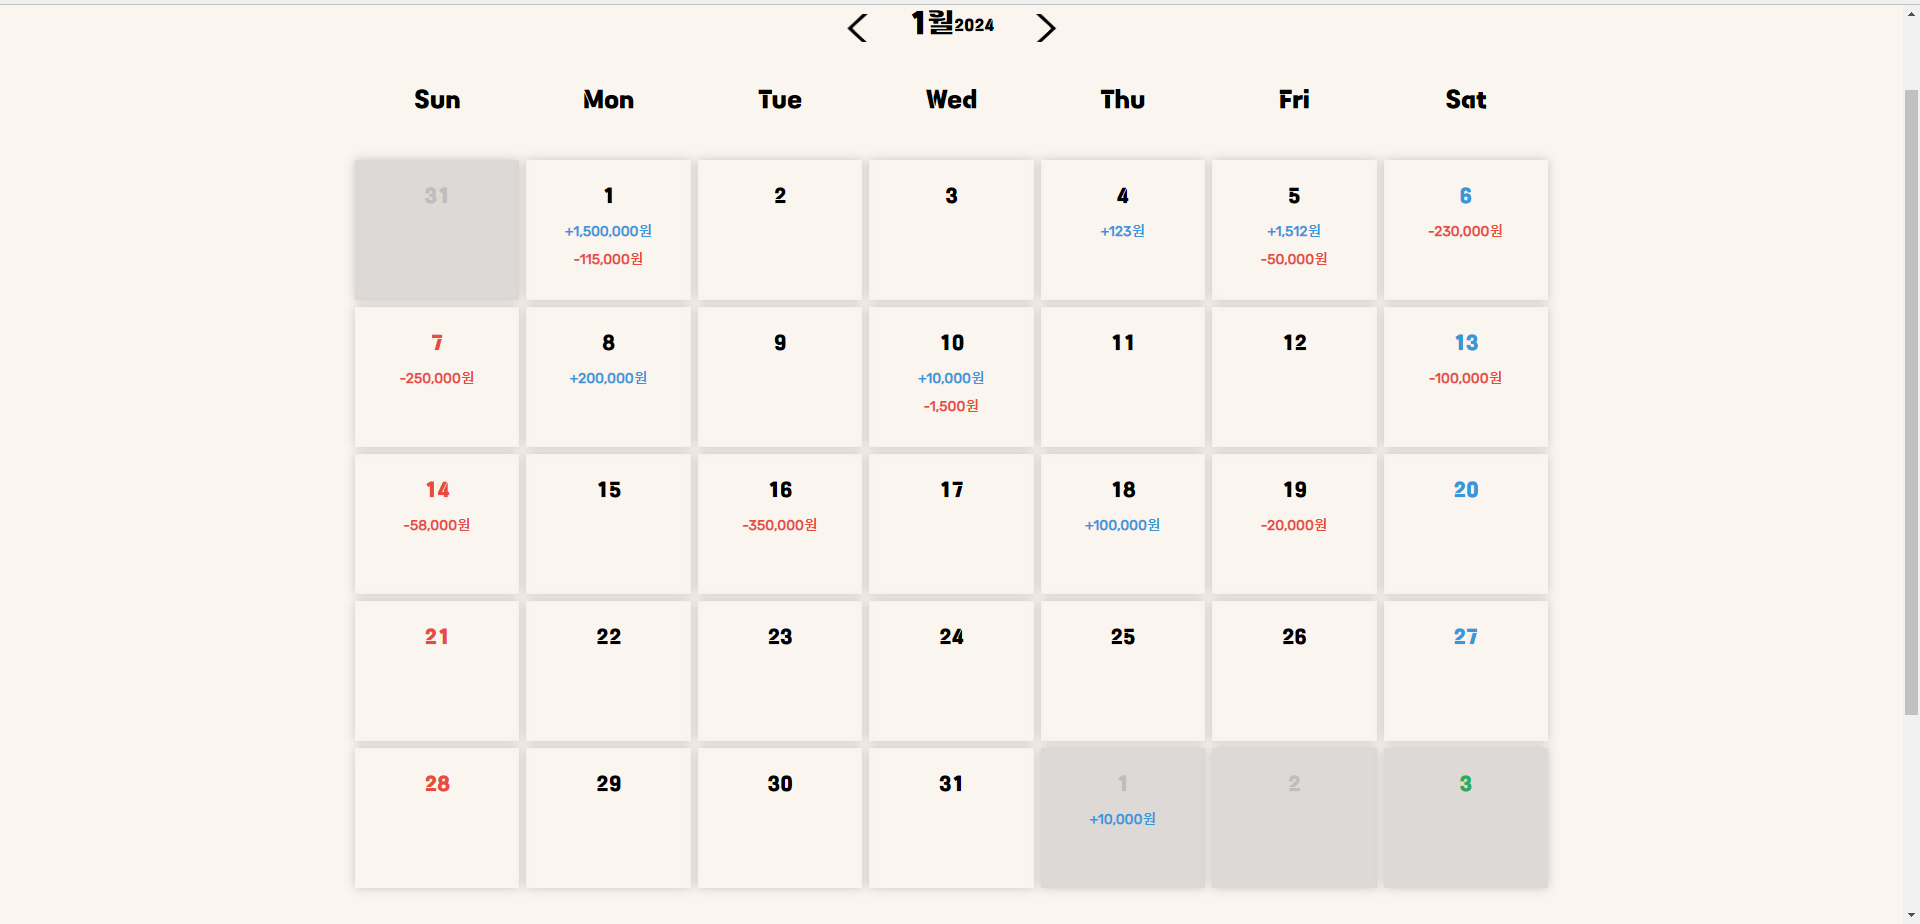 1월2024
Sun Mon Tue Wed Thu Fri Sat
31 1 2 3 4 5 6
+1,500,000원 +123원 +1,512원 -230,000원
-115,000원 -50,000원
7 8 9 10 11 12 13
-250,000원 +200,000원 +10,000원 -100,000원
-1,500원
14 15 16 17 18 19 20
-58,000원 -350,000원 +100,000원 -20,000원
21 22 23 24 25 26 27
28 29 30 31 1 2 3
+10,000원